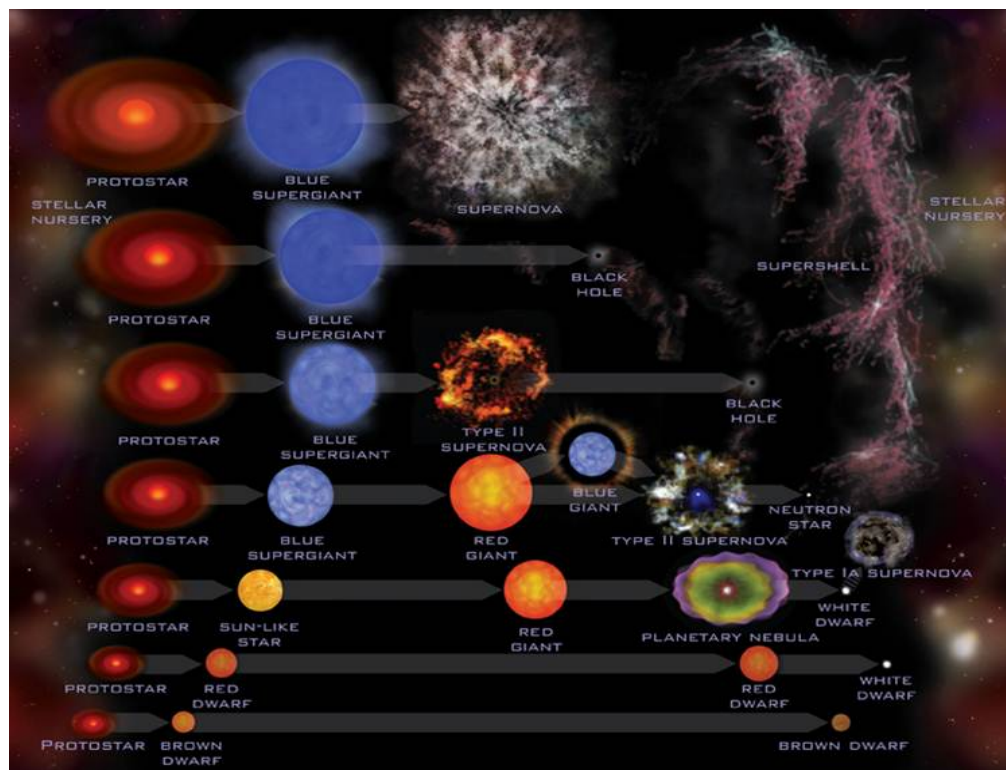 PROTOSTAR
BLUE
SUPERGIANT
SUPERNOVA
STELLAR
NURSERY
STELLAR
NURSERY
PROTOSTAR
BLUE
SUPERGIANT
BLACK
HOLE
SUPERSHELL
PROTOSTAR
BLUE
SUPERGIANT
TYPE II
SUPERNOVA
BLACK
HOLE
PROTOSTAR
BLUE
SUPERGIANT
RED
GIANT
BLUE
GIANT
TYPE II SUPERNOVA
NEUTRON
STAR
PROTOSTAR
SUN-LIKE
STAR
RED
GIANT
PLANETARY NEBULA
TYPE IA SUPERNOVA
WHITE
DWARF
PROTOSTAR
RED
DWARF
RED
DWARF
WHITE
DWARF
PROTOSTAR
BROWN
DWARF
BROWN DWARF